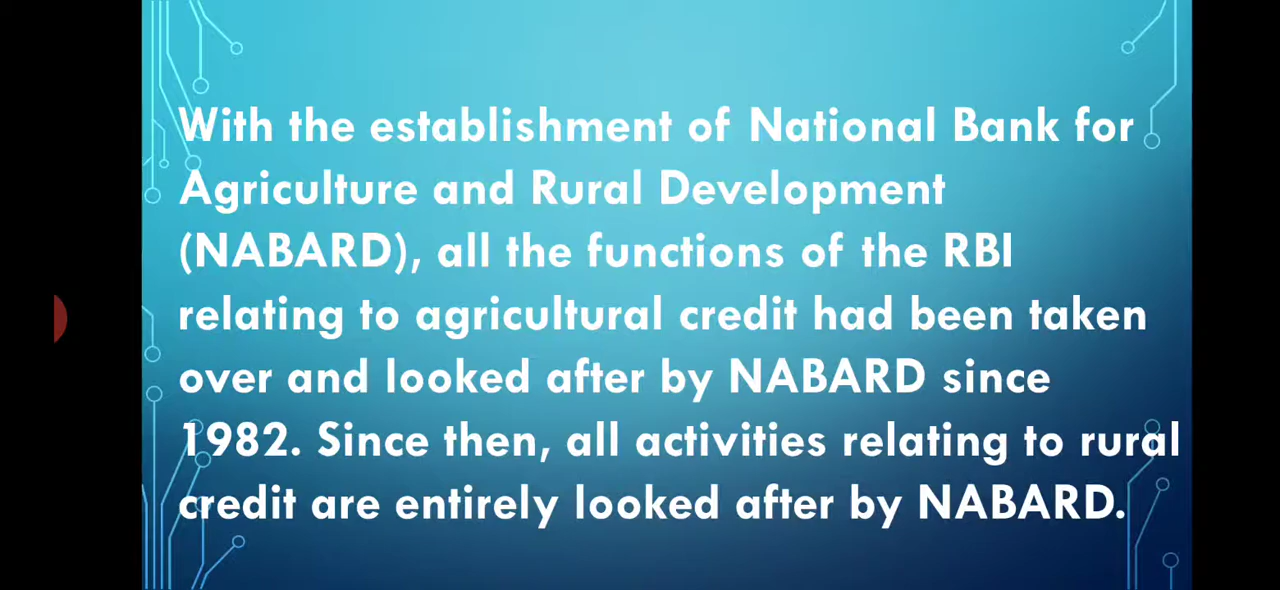 With the establishment of National Bank for
Agriculture and Rural Development
(NABARD), all the functions of the RBI
relating to agricultural credit had been taken
over and looked after by NABARD since
1982. Since then, all activities relating to rural
credit are entirely looked after by NABARD.